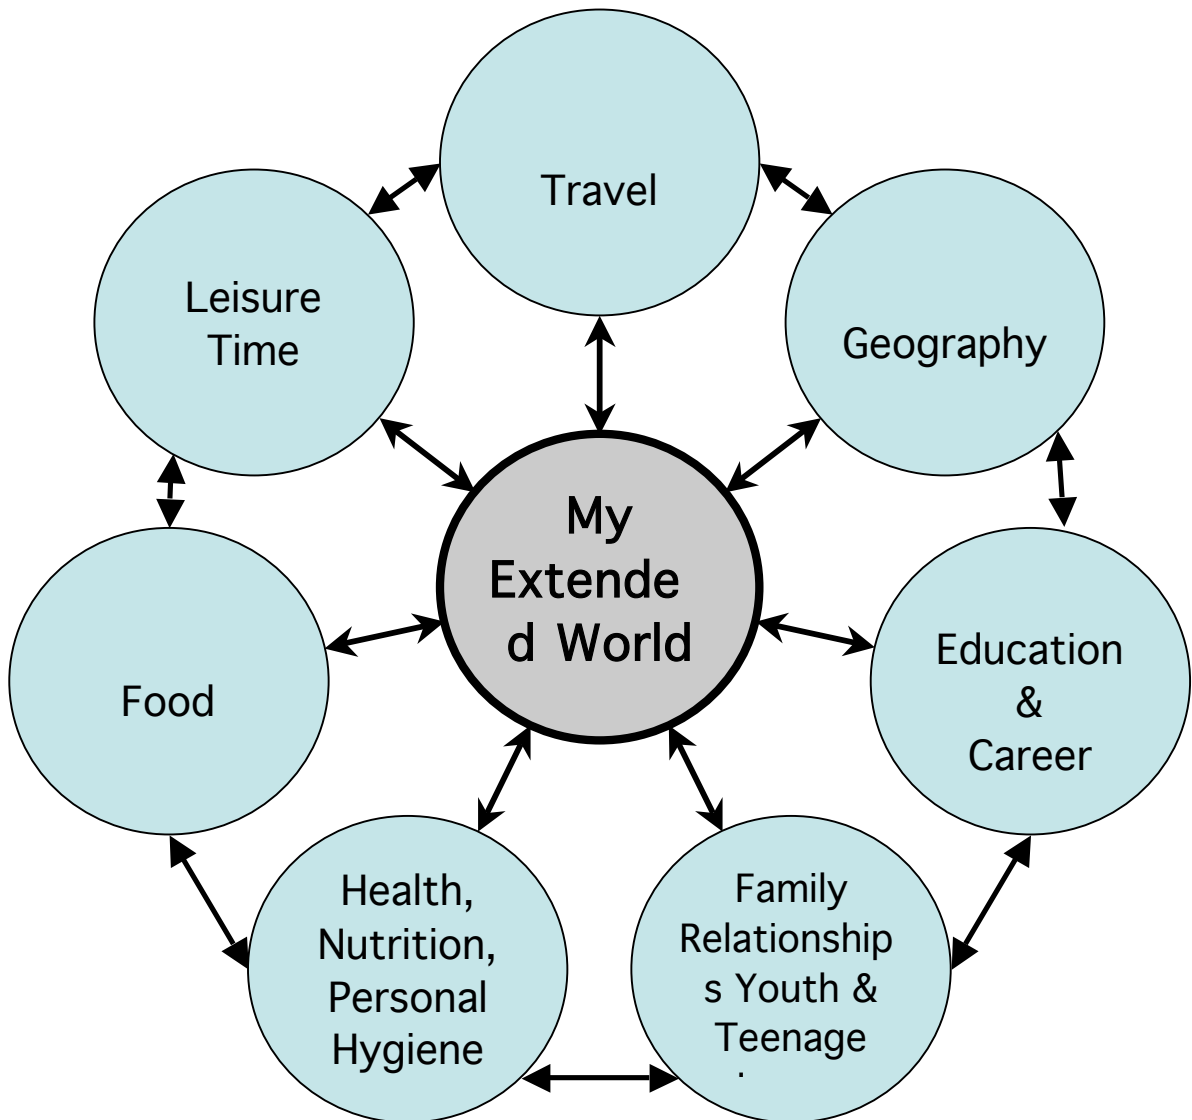 Travel
Leisure
Time
Geography
My
Extende
d World
Education
&
Career
Food
Health,
Nutrition,
Personal
Hygiene
Family
Relationship
s Youth &
Teenage